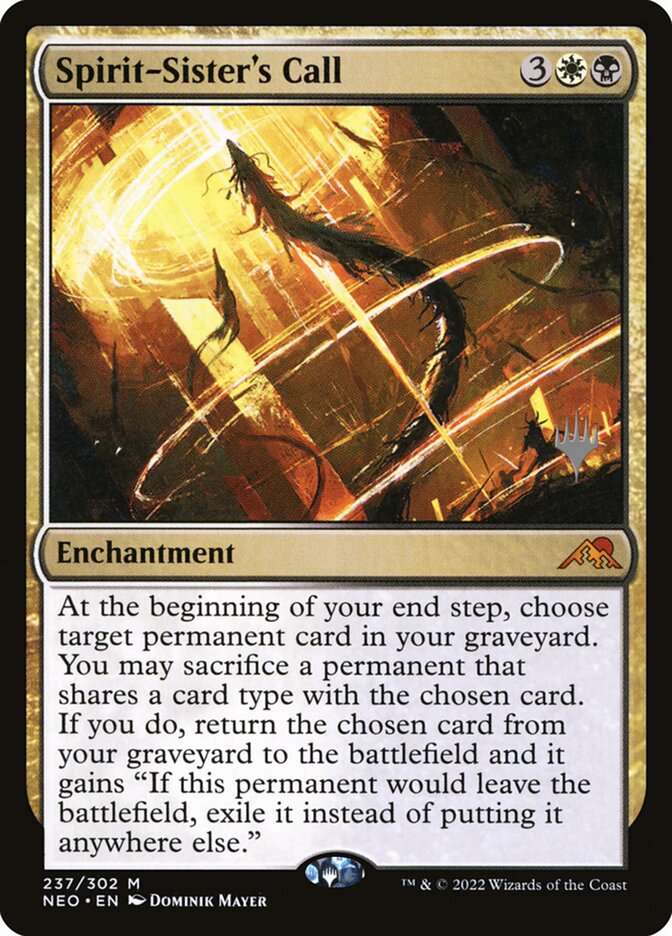 Spirit-Sister's Call 3
Enchantment
At the beginning of your end step, choose
target permanent card in your graveyard.
You may sacrifice a permanent that
shares a card type with the chosen card.
If you do, return the chosen card from
your graveyard to the battlefield and it
gains “If this permanent would leave the
battlefield, exile it instead of putting it
anywhere else.”
237/302 M
NEO • EN DOMINIK MAYER
™ & © 2022 Wizards of the Coast